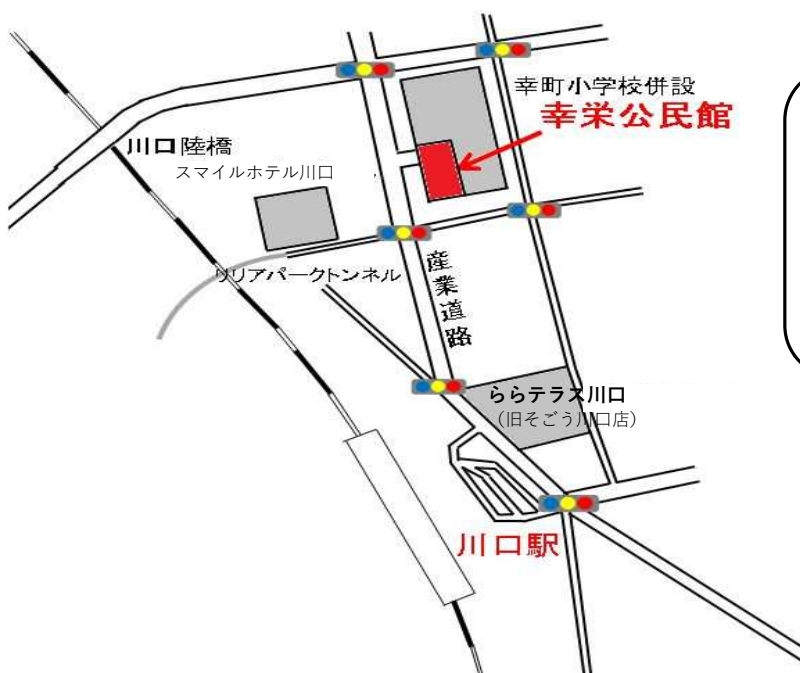 幸町小学校併設
幸栄公民館
川口陸橋
スマイルホテル川口
リリアパークトンネル
産業道路
ららテラス川口
（旧そごう川口店）
川口駅